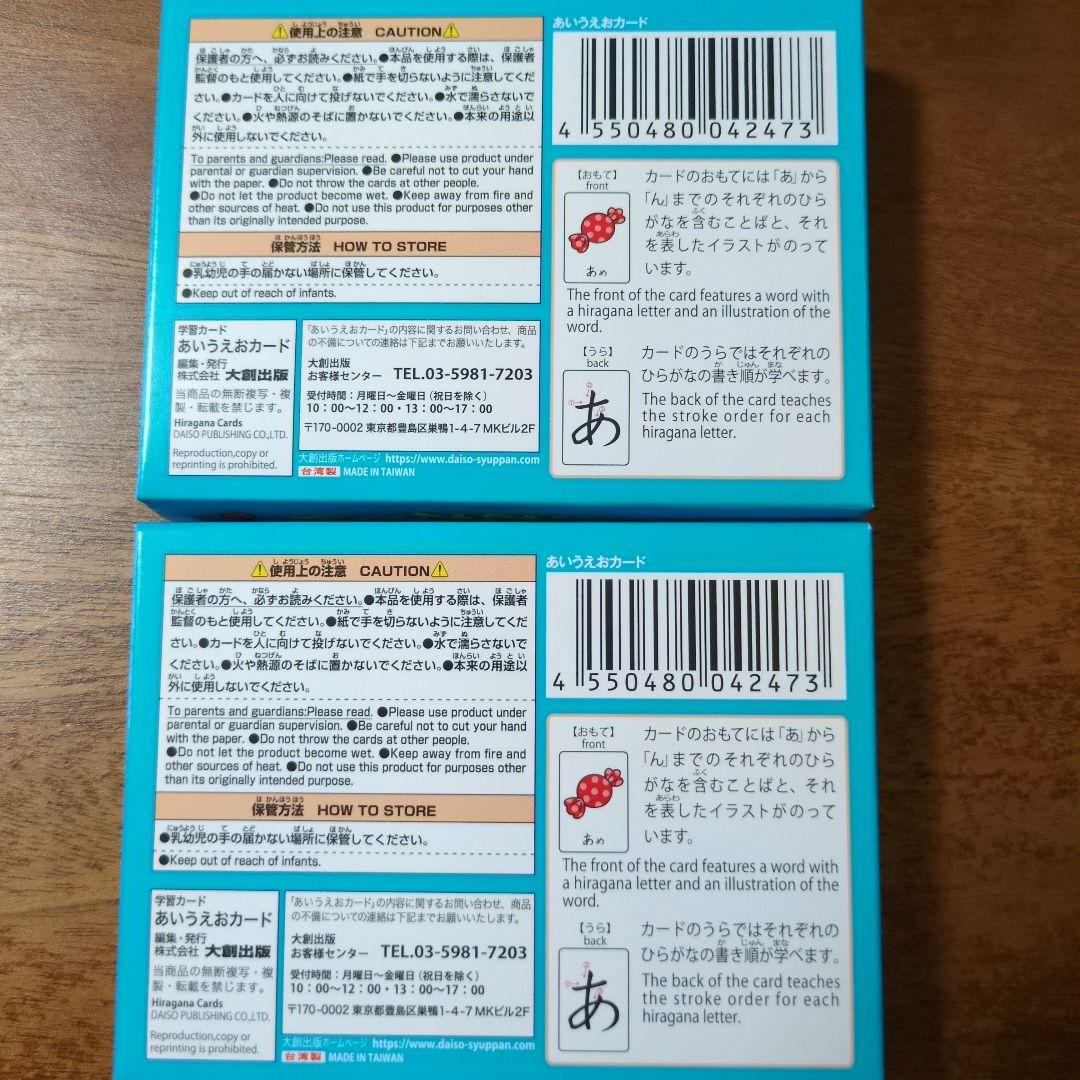 ⚠使用上の注意 CAUTION⚠
保護者の方へ、必ずお読みください。●本品を使用する際は、保護者
監督のもと使用してください。●紙で手を切らないように注意してくだ
さい。●カードを人に向けて投げないでください。●水で濡らさないで
ください。●火や熱源のそばに置かないでください。●本来の用途以
外に使用しないでください。
To parents and guardians:Please read. ●Please use product under
parental or guardian supervision. ●Be careful not to cut your hand
with the paper. ●Do not throw the cards at other people.
●Do not let the product become wet. ●Keep away from fire and
other sources of heat. ●Do not use this product for purposes other
than its originally intended purpose.
保管方法 HOW TO STORE
●乳幼児の手の届かない場所に保管してください。
●Keep out of reach of infants.
学習カード
あいうえおカード
編集・発行
株式会社 大創出版
当商品の無断複写・複
製・転載を禁じます。
Hiragana Cards
DAISO PUBLISHING CO.,LTD.
Reproduction,copy or
reprinting is prohibited.
「あいうえおカード」の内容に関するお問い合わせ、商品
の不備についての連絡は下記までお願いいたします。
大創出版
お客様センター TEL.03-5981-7203
受付時間:月曜日〜金曜日(祝日を除く)
10:00〜12:00・13:00〜17:00
〒170-0002 東京都豊島区巣鴨1-4-7 MKビル2F
大創出版ホームページ https://www.daiso-syuppan.com
台湾製 MADE IN TAIWAN
あいうえおカード
4 550480 042473
【おもて】
front
あめ
カードのおもてには「あ」から
「ん」までのそれぞれのひら
がなを含むことばと、それ
を表したイラストがのって
います。
The front of the card features a word with
a hiragana letter and an illustration of the
word.
【うら】
back
あ
カードのうらではそれぞれの
ひらがなの書き順が学べます。
The back of the card teaches
the stroke order for each
hiragana letter.
⚠使用上の注意 CAUTION⚠
保護者の方へ、必ずお読みください。●本品を使用する際は、保護者
監督のもと使用してください。●紙で手を切らないように注意してくだ
さい。●カードを人に向けて投げないでください。●水で濡らさないで
ください。●火や熱源のそばに置かないでください。●本来の用途以
外に使用しないでください。
To parents and guardians:Please read. ●Please use product under
parental or guardian supervision. ●Be careful not to cut your hand
with the paper. ●Do not throw the cards at other people.
●Do not let the product become wet. ●Keep away from fire and
other sources of heat. ●Do not use this product for purposes other
than its originally intended purpose.
保管方法 HOW TO STORE
●乳幼児の手の届かない場所に保管してください。
●Keep out of reach of infants.
学習カード
あいうえおカード
編集・発行
株式会社 大創出版
当商品の無断複写・複
製・転載を禁じます。
Hiragana Cards
DAISO PUBLISHING CO.,LTD.
Reproduction,copy or
reprinting is prohibited.
「あいうえおカード」の内容に関するお問い合わせ、商品
の不備についての連絡は下記までお願いいたします。
大創出版
お客様センター TEL.03-5981-7203
受付時間:月曜日〜金曜日(祝日を除く)
10:00〜12:00・13:00〜17:00
〒170-0002 東京都豊島区巣鴨1-4-7 MKビル2F
大創出版ホームページ https://www.daiso-syuppan.com
台湾製 MADE IN TAIWAN
あいうえおカード
4 550480 042473
【おもて】
front
あめ
カードのおもてには「あ」から
「ん」までのそれぞれのひら
がなを含むことばと、それ
を表したイラストがのって
います。
The front of the card features a word with
a hiragana letter and an illustration of the
word.
【うら】
back
あ
カードのうらではそれぞれの
ひらがなの書き順が学べます。
The back of the card teaches
the stroke order for each
hiragana letter.